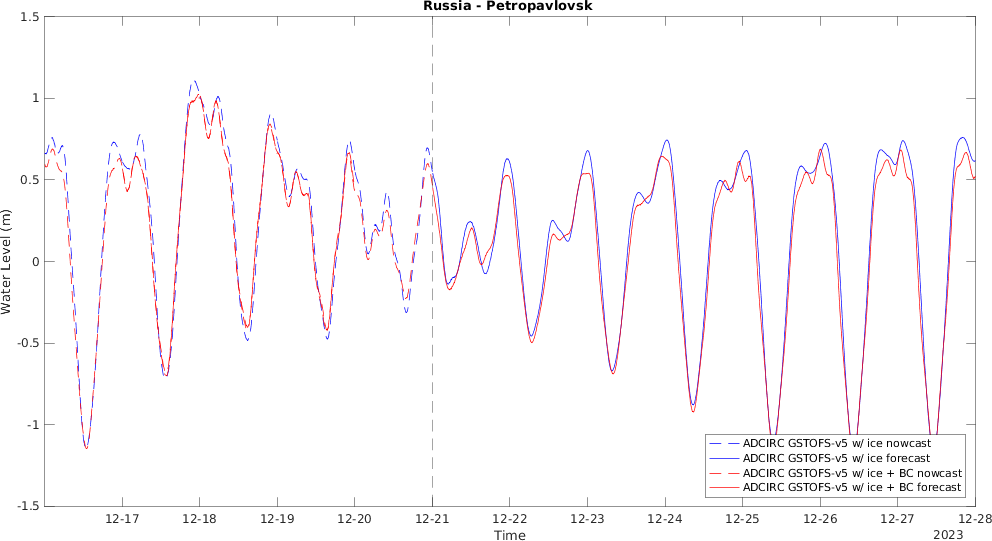 Russia - Petropavlovsk
1.5
1
0.5
0
-0.5
-1
-1.5
Water Level (m)
ADCIRC GSTOFS-v5 w/ ice nowcast
ADCIRC GSTOFS-v5 w/ ice forecast
ADCIRC GSTOFS-v5 w/ ice + BC nowcast
ADCIRC GSTOFS-v5 w/ ice + BC forecast
12-17 12-18 12-19 12-20 12-21 12-22 12-23 12-24 12-25 12-26 12-27 12-28
Time
2023